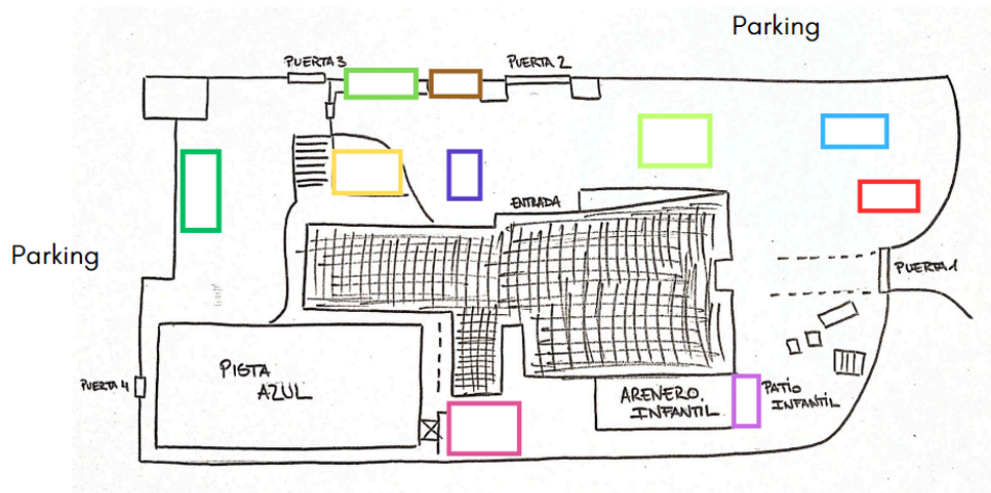 Parking
PUERTA 3
PUERTA 2
ENTRADA
Parking
PUERTA 1
PISTA
AZUL
PUERTA 4
ARENERO.
INFANTIL
PATIO
INFANTIL